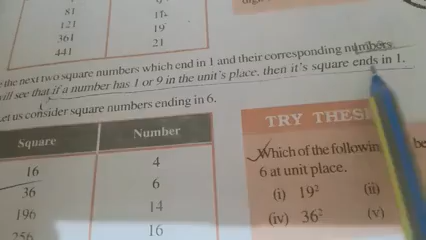 81
121 11
361 19
441 21
the next two square numbers which end in 1 and their corresponding numbers.
will see that if a number has 1 or 9 in the unit's place, then it's square ends in 1.
Let us consider square numbers ending in 6.
Square Number
16 4
36 6
196 14
256 16
TRY THESE
Which of the following
6 at unit place.
(i) 19² (ii)
(iv) 36² (v)